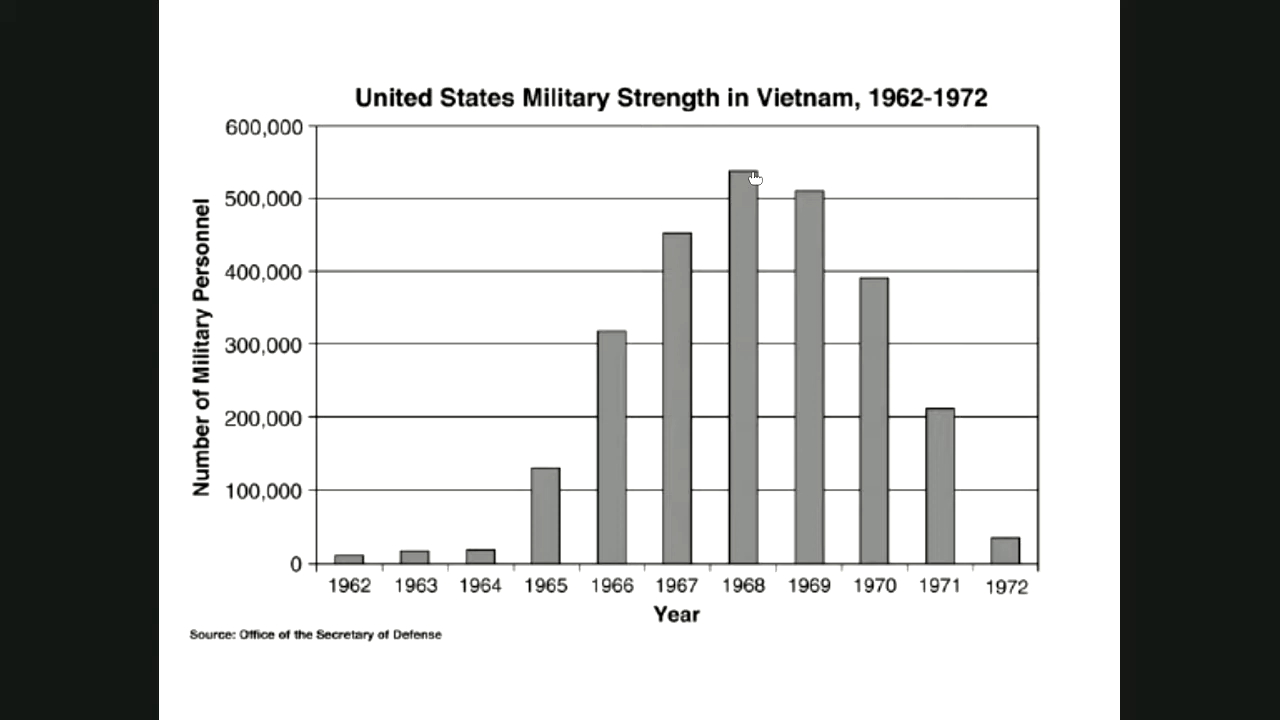 United States Military Strength in Vietnam, 1962-1972
600,000
500,000
400,000
300,000
200,000
100,000
0
Number of Military Personnel
1962 1963 1964 1965 1966 1967 1968 1969 1970 1971 1972
Year
Source: Office of the Secretary of Defense